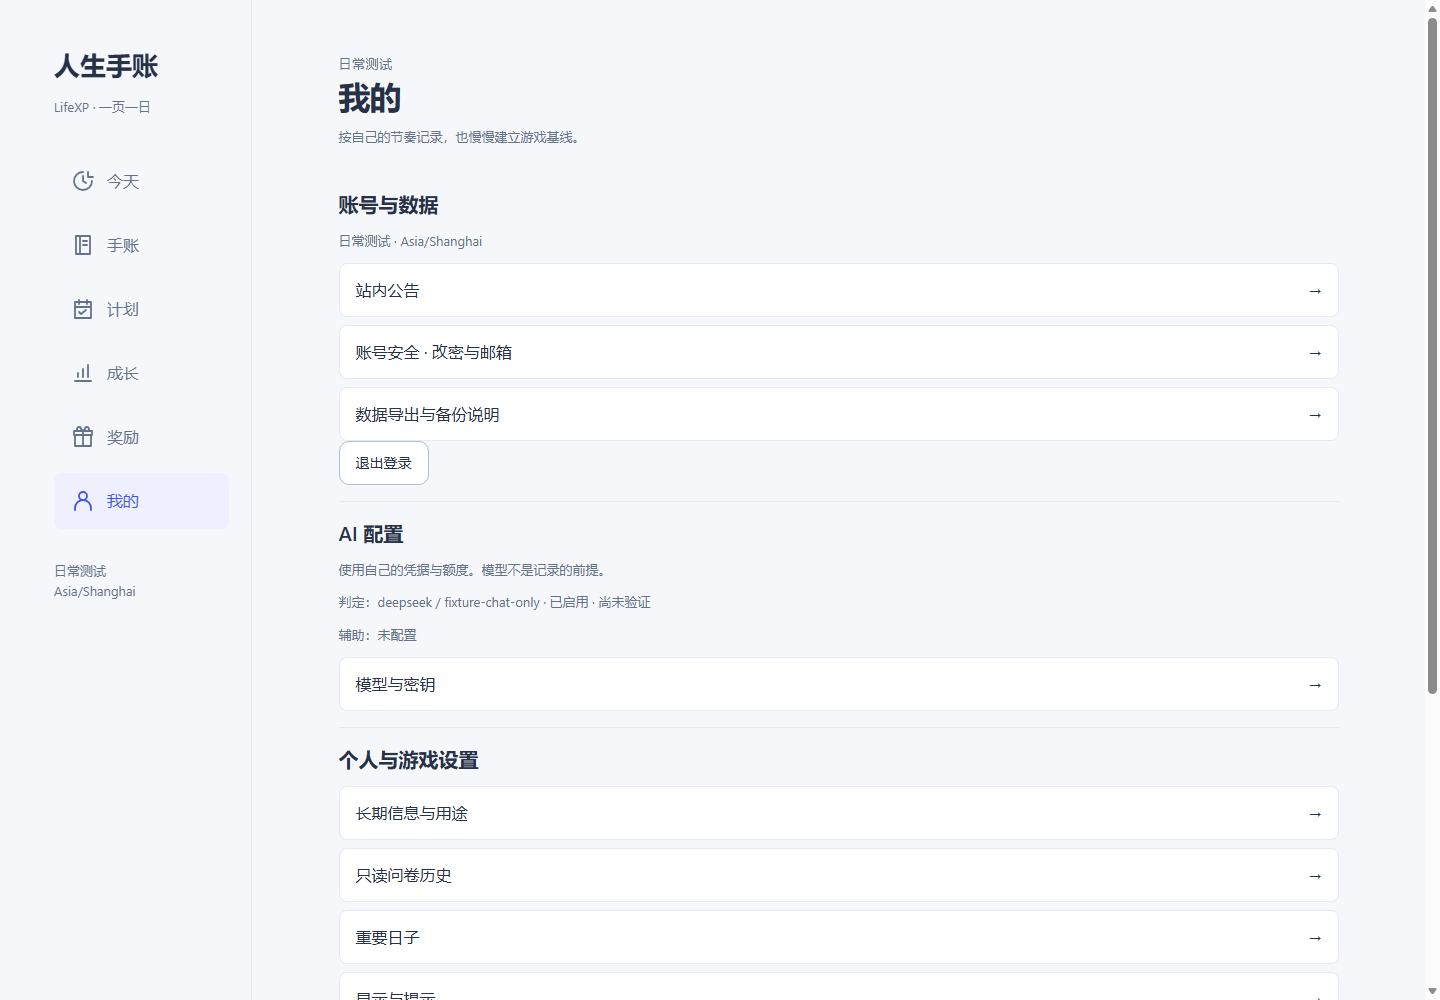 人生手账
LifeXP · 一页一日
今天
手账
计划
成长
奖励
我的
日常测试
Asia/Shanghai
日常测试
我的
按自己的节奏记录，也慢慢建立游戏基线。
账号与数据
日常测试 · Asia/Shanghai
站内公告 →
账号安全 · 改密与邮箱 →
数据导出与备份说明 →
退出登录
AI 配置
使用自己的凭据与额度。模型不是记录的前提。
判定：deepseek / fixture-chat-only · 已启用 · 尚未验证
辅助：未配置
模型与密钥 →
个人与游戏设置
长期信息与用途 →
只读问卷历史 →
重要日子 →
显示与提示